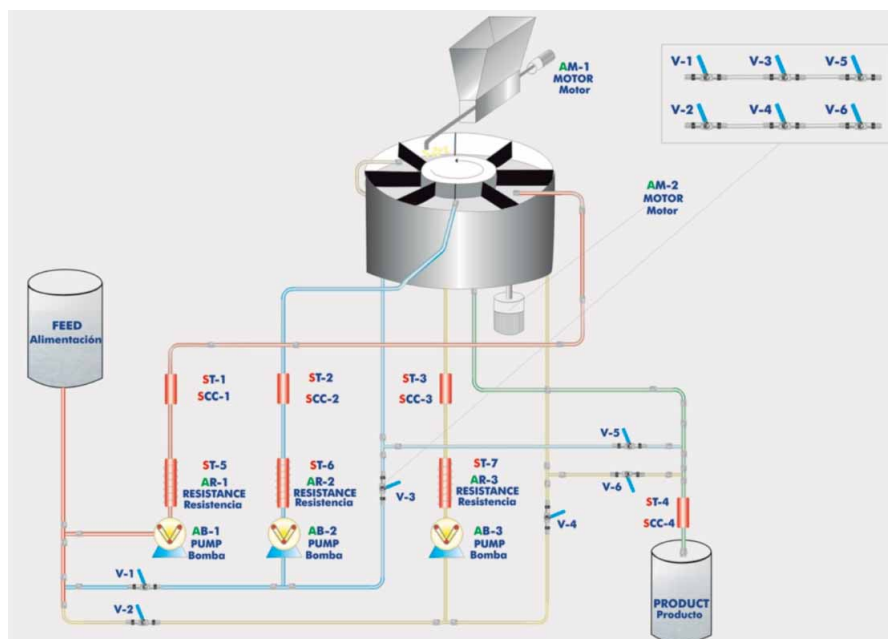 AM-1
MOTOR
Motor
V-1
V-3
V-5
V-2
V-4
V-6
AM-2
MOTOR
Motor
FEED
Alimentación
ST-1
SCC-1
ST-2
SCC-2
ST-3
SCC-3
ST-5
AR-1
RESISTANCE
Resistencia
ST-6
AR-2
RESISTANCE
Resistencia
V-3
ST-7
AR-3
RESISTANCE
Resistencia
V-5
V-6
ST-4
SCC-4
AB-1
PUMP
Bomba
AB-2
PUMP
Bomba
AB-3
PUMP
Bomba
V-4
V-1
V-2
PRODUCT
Producto